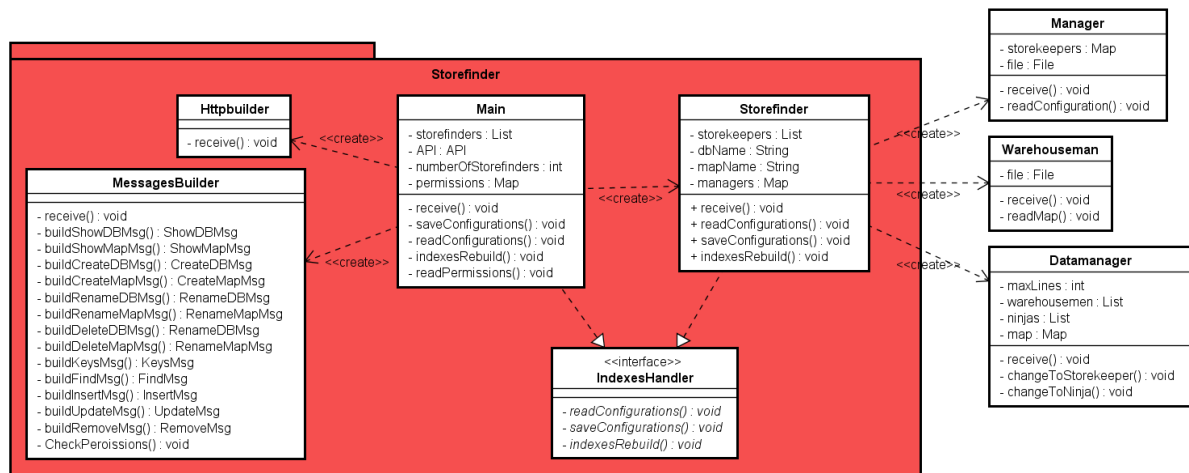 Storefinder
Httpbuilder
- receive() : void
MessagesBuilder
- receive() : void
- buildShowDBMsg() : ShowDBMsg
- buildShowMapMsg() : ShowMapMsg
- buildCreateDBMsg() : CreateDBMsg
- buildCreateMapMsg() : CreateMapMsg
- buildRenameDBMsg() : RenameDBMsg
- buildRenameMapMsg() : RenameMapMsg
- buildDeleteDBMsg() : RenameDBMsg
- buildDeleteMapMsg() : RenameMapMsg
- buildKeysMsg() : KeysMsg
- buildFindMsg() : FindMsg
- buildInsertMsg() : InsertMsg
- buildUpdateMsg() : UpdateMsg
- buildRemoveMsg() : RemoveMsg
- CheckPeroissions() : void
<<create>>
<<create>>
Main
- storefinders : List
- API : API
- numberOfStorefinders : int
- permissions : Map
- receive() : void
- saveConfigurations() : void
- readConfigurations() : void
- indexesRebuild() : void
- readPermissions() : void
<<create>>
Storefinder
- storekeepers : List
- dbName : String
- mapName : String
- managers : Map
+ receive() : void
+ readConfigurations() : void
+ saveConfigurations() : void
+ indexesRebuild() : void
<<interface>>
IndexesHandler
- readConfigurations() : void
- saveConfigurations() : void
- indexesRebuild() : void
<<create>>
<<create>>
<<create>>
Manager
- storekeepers : Map
- file : File
- receive() : void
- readConfiguration() : void
Warehouseman
- file : File
- receive() : void
- readMap() : void
Datamanager
- maxLines : int
- warehousemen : List
- ninjas : List
- map : Map
- receive() : void
- changeToStorekeeper() : void
- changeToNinja() : void